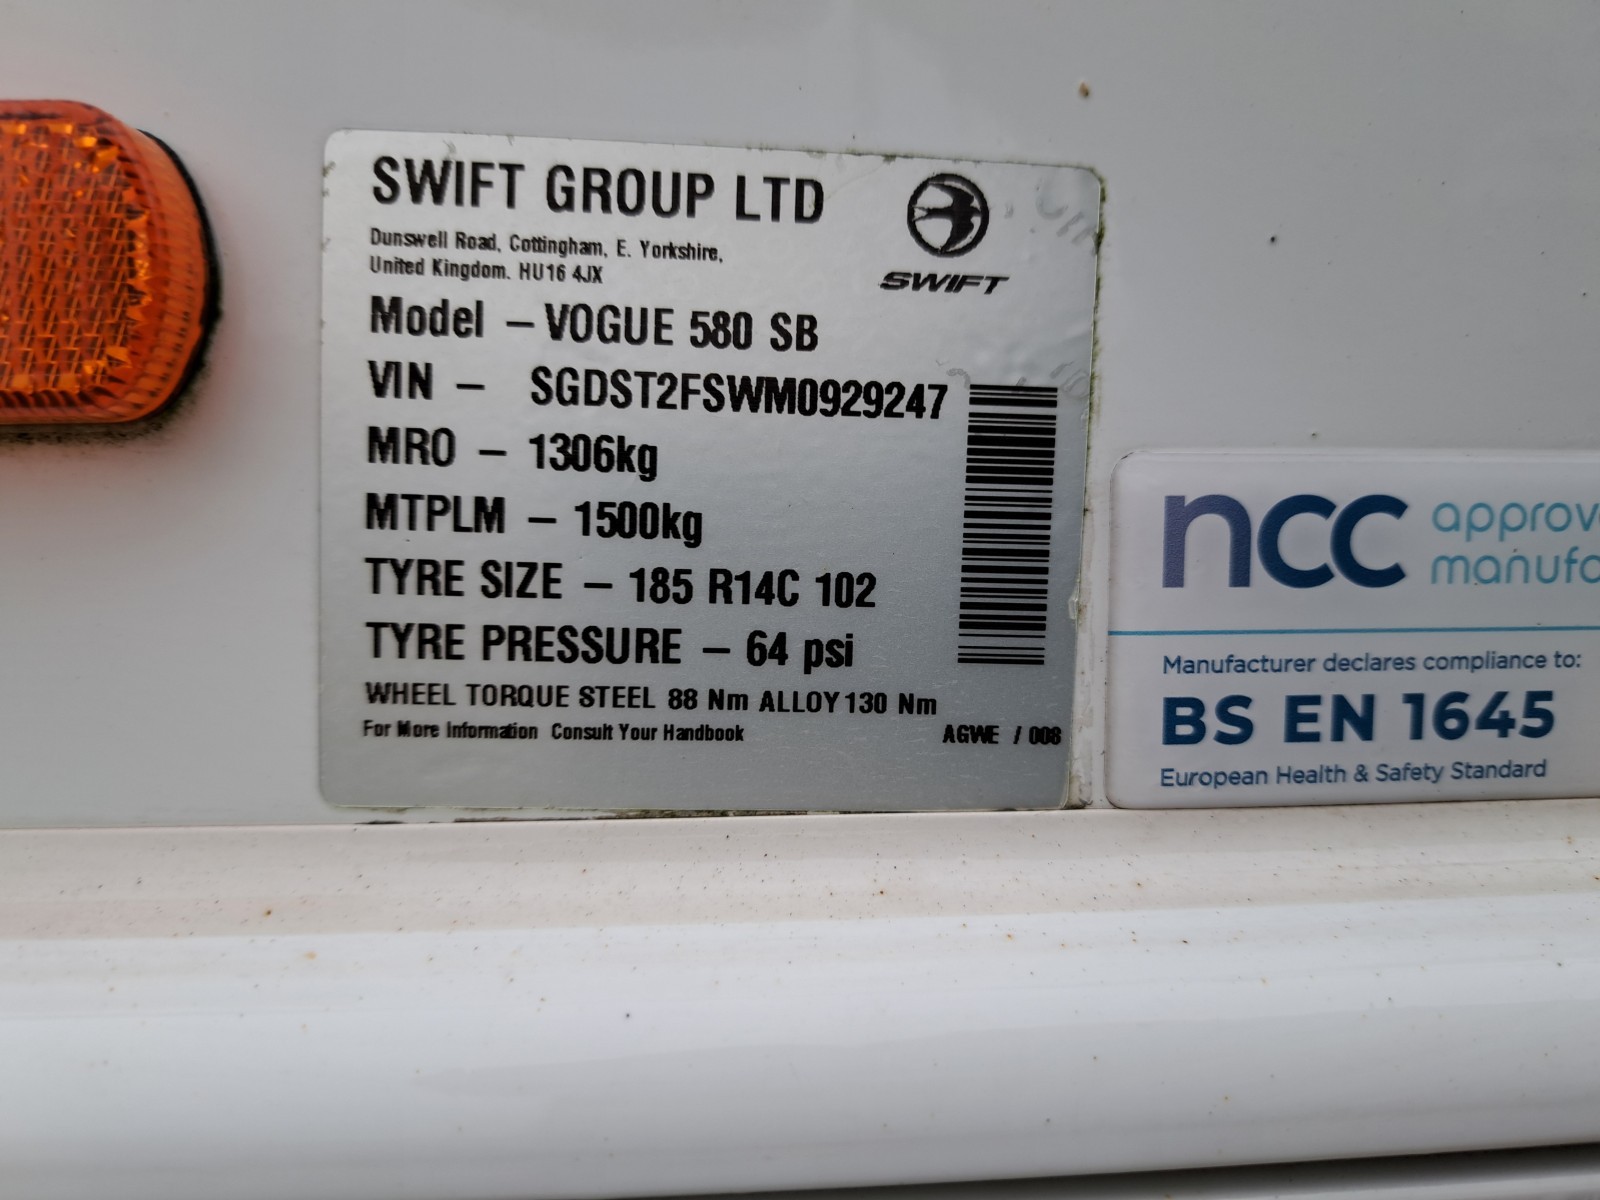 SWIFT GROUP LTD
Dunswell Road, Cottingham, E. Yorkshire,
United Kingdom. HU16 4JX
SWIFT
Model – VOGUE 580 SB
VIN – SGDST2FSWM0929247
MRO – 1306kg
MTPLM – 1500kg
TYRE SIZE – 185 R14C 102
TYRE PRESSURE – 64 psi
WHEEL TORQUE STEEL 88 Nm ALLOY 130 Nm
For More Information Consult Your Handbook
AGWE / 008
ncc
approv
manufa
Manufacturer declares compliance to:
BS EN 1645
European Health & Safety Standard